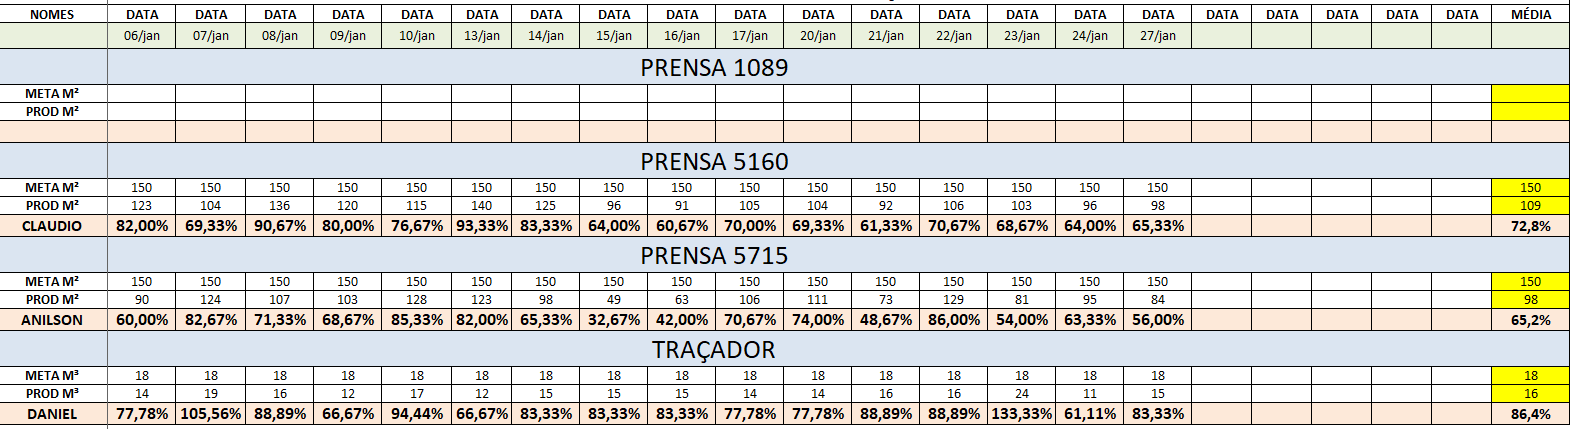 NOMES DATA DATA DATA DATA DATA DATA DATA DATA DATA DATA DATA DATA DATA DATA DATA DATA DATA DATA DATA DATA DATA DATA MÉDIA
06/jan 07/jan 08/jan 09/jan 10/jan 13/jan 14/jan 15/jan 16/jan 17/jan 20/jan 21/jan 22/jan 23/jan 24/jan 27/jan
PRENSA 1089
META M²
PROD M²
PRENSA 5160
META M² 150 150 150 150 150 150 150 150 150 150 150 150 150 150 150 150 150
PROD M² 123 104 136 120 115 140 125 96 91 105 104 92 106 103 96 98 109
CLAUDIO 82,00% 69,33% 90,67% 80,00% 76,67% 93,33% 83,33% 64,00% 60,67% 70,00% 69,33% 61,33% 70,67% 68,67% 64,00% 65,33% 72,8%
PRENSA 5715
META M² 150 150 150 150 150 150 150 150 150 150 150 150 150 150 150 150 150
PROD M² 90 124 107 103 128 123 98 49 63 106 111 73 129 81 95 84 98
ANILSON 60,00% 82,67% 71,33% 68,67% 85,33% 82,00% 65,33% 32,67% 42,00% 70,67% 74,00% 48,67% 86,00% 54,00% 63,33% 56,00% 65,2%
TRAÇADOR
META M³ 18 18 18 18 18 18 18 18 18 18 18 18 18 18 18 18 18
PROD M³ 14 19 16 12 17 12 15 15 15 14 14 16 16 24 11 15 16
DANIEL 77,78% 105,56% 88,89% 66,67% 94,44% 66,67% 83,33% 83,33% 83,33% 77,78% 77,78% 88,89% 88,89% 133,33% 61,11% 83,33% 86,4%